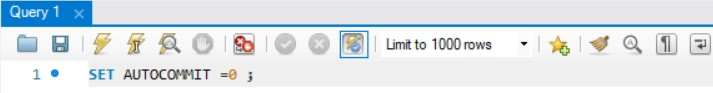 Query 1
Limit to 1000 rows
1 SET AUTOCOMMIT =0 ;